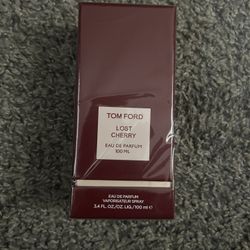 TOM FORD
LOST
CHERRY
EAU DE PARFUM
100 ML
EAU DE PARFUM
VAPORISATEUR SPRAY
3.4 FL.OZ./OZ.LIQ./100 ml ℮